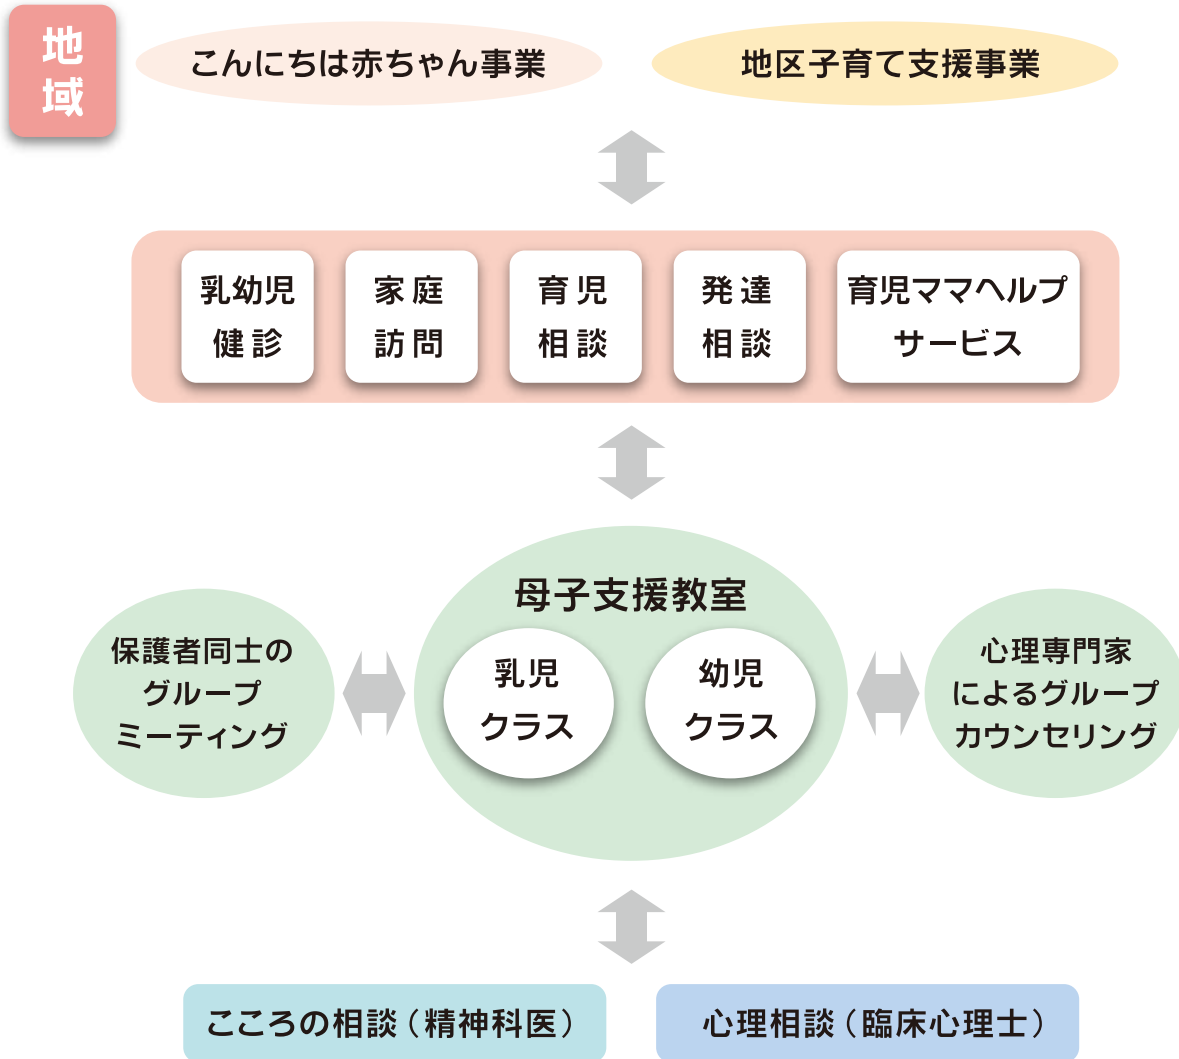 地域
こんにちは赤ちゃん事業
地区子育て支援事業
乳幼児
健診
家庭
訪問
育児
相談
発達
相談
育児ママヘルプ
サービス
母子支援教室
乳児
クラス
幼児
クラス
保護者同士の
グループ
ミーティング
心理専門家
によるグループ
カウンセリング
こころの相談（精神科医）
心理相談（臨床心理士）